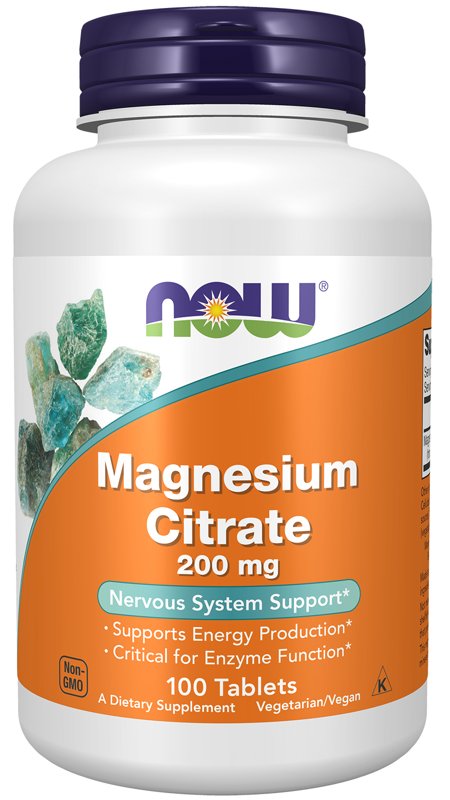 NOW®
Magnesium
Citrate
200 mg
Nervous System Support*
• Supports Energy Production*
• Critical for Enzyme Function*
Non-
GMO
100 Tablets
K
A Dietary Supplement Vegetarian/Vegan